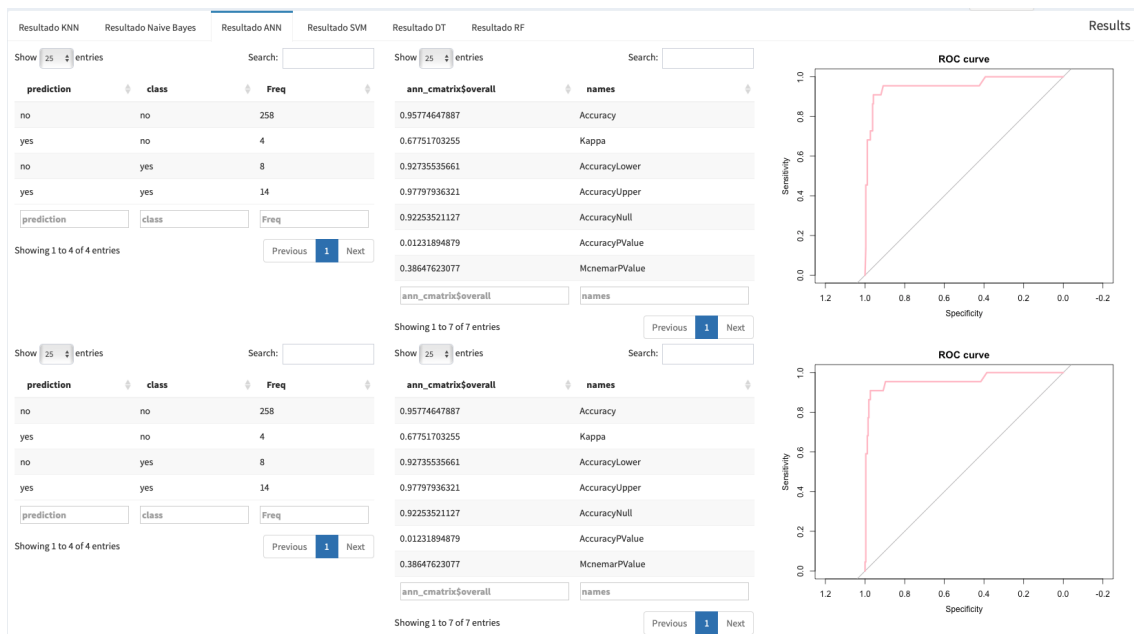 Resultado KNN Resultado Naive Bayes Resultado ANN Resultado SVM Resultado DT Resultado RF Results
Show 25 entries Search:
prediction class Freq
no no 258
yes no 4
no yes 8
yes yes 14
prediction class Freq
Showing 1 to 4 of 4 entries Previous 1 Next
Show 25 entries Search:
ann_cmatrix$overall names
0.95774647887 Accuracy
0.67751703255 Kappa
0.92735535661 AccuracyLower
0.97797936321 AccuracyUpper
0.92253521127 AccuracyNull
0.01231894879 AccuracyPValue
0.38647623077 McnemarPValue
ann_cmatrix$overall names
Showing 1 to 7 of 7 entries Previous 1 Next
ROC curve
Sensitivity
1.0
0.8
0.6
0.4
0.2
0.0
1.2 1.0 0.8 0.6 0.4 0.2 0.0 -0.2
Specificity
Show 25 entries Search:
prediction class Freq
no no 258
yes no 4
no yes 8
yes yes 14
prediction class Freq
Showing 1 to 4 of 4 entries Previous 1 Next
Show 25 entries Search:
ann_cmatrix$overall names
0.95774647887 Accuracy
0.67751703255 Kappa
0.92735535661 AccuracyLower
0.97797936321 AccuracyUpper
0.92253521127 AccuracyNull
0.01231894879 AccuracyPValue
0.38647623077 McnemarPValue
ann_cmatrix$overall names
Showing 1 to 7 of 7 entries Previous 1 Next
ROC curve
Sensitivity
1.0
0.8
0.6
0.4
0.2
0.0
1.2 1.0 0.8 0.6 0.4 0.2 0.0 -0.2
Specificity